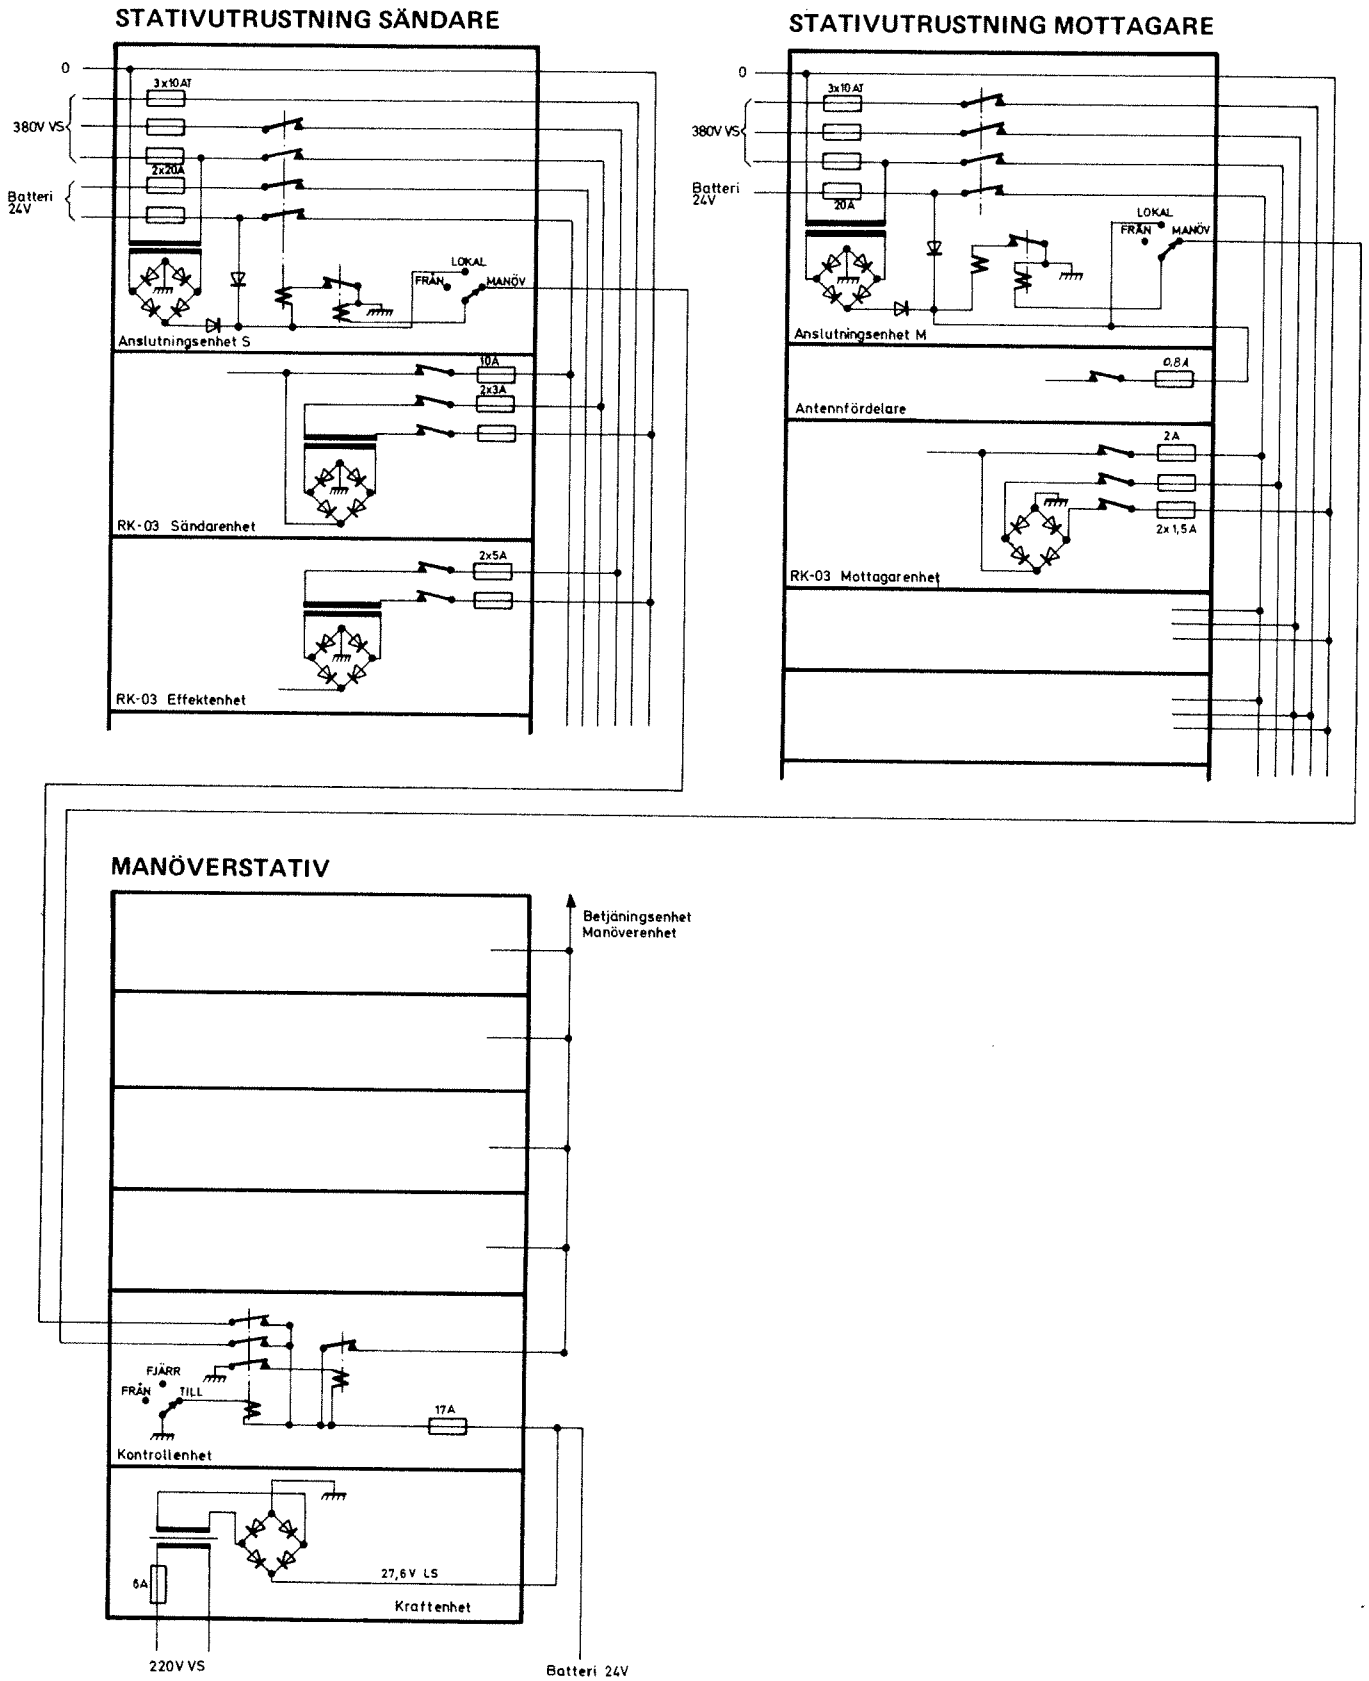 STATIVUTRUSTNING SÄNDARE
0
3x10AT
380V VS
2x20A
Batteri
24V
LOKAL
FRÅN
MANÖV
Anslutningsenhet S
10A
2x3A
RK-03 Sändarenhet
2x5A
RK-03 Effektenhet
STATIVUTRUSTNING MOTTAGARE
0
3x10AT
380V VS
Batteri
24V
20A
LOKAL
FRÅN
MANÖV
Anslutningsenhet M
0,8A
Antennfördelare
2A
2x1,5A
RK-03 Mottagarenhet
MANÖVERSTATIV
Betjäningsenhet
Manöverenhet
FJÄRR
FRÅN
TILL
17A
Kontrollenhet
27,6V LS
6A
Kraftenhet
220V VS
Batteri 24V